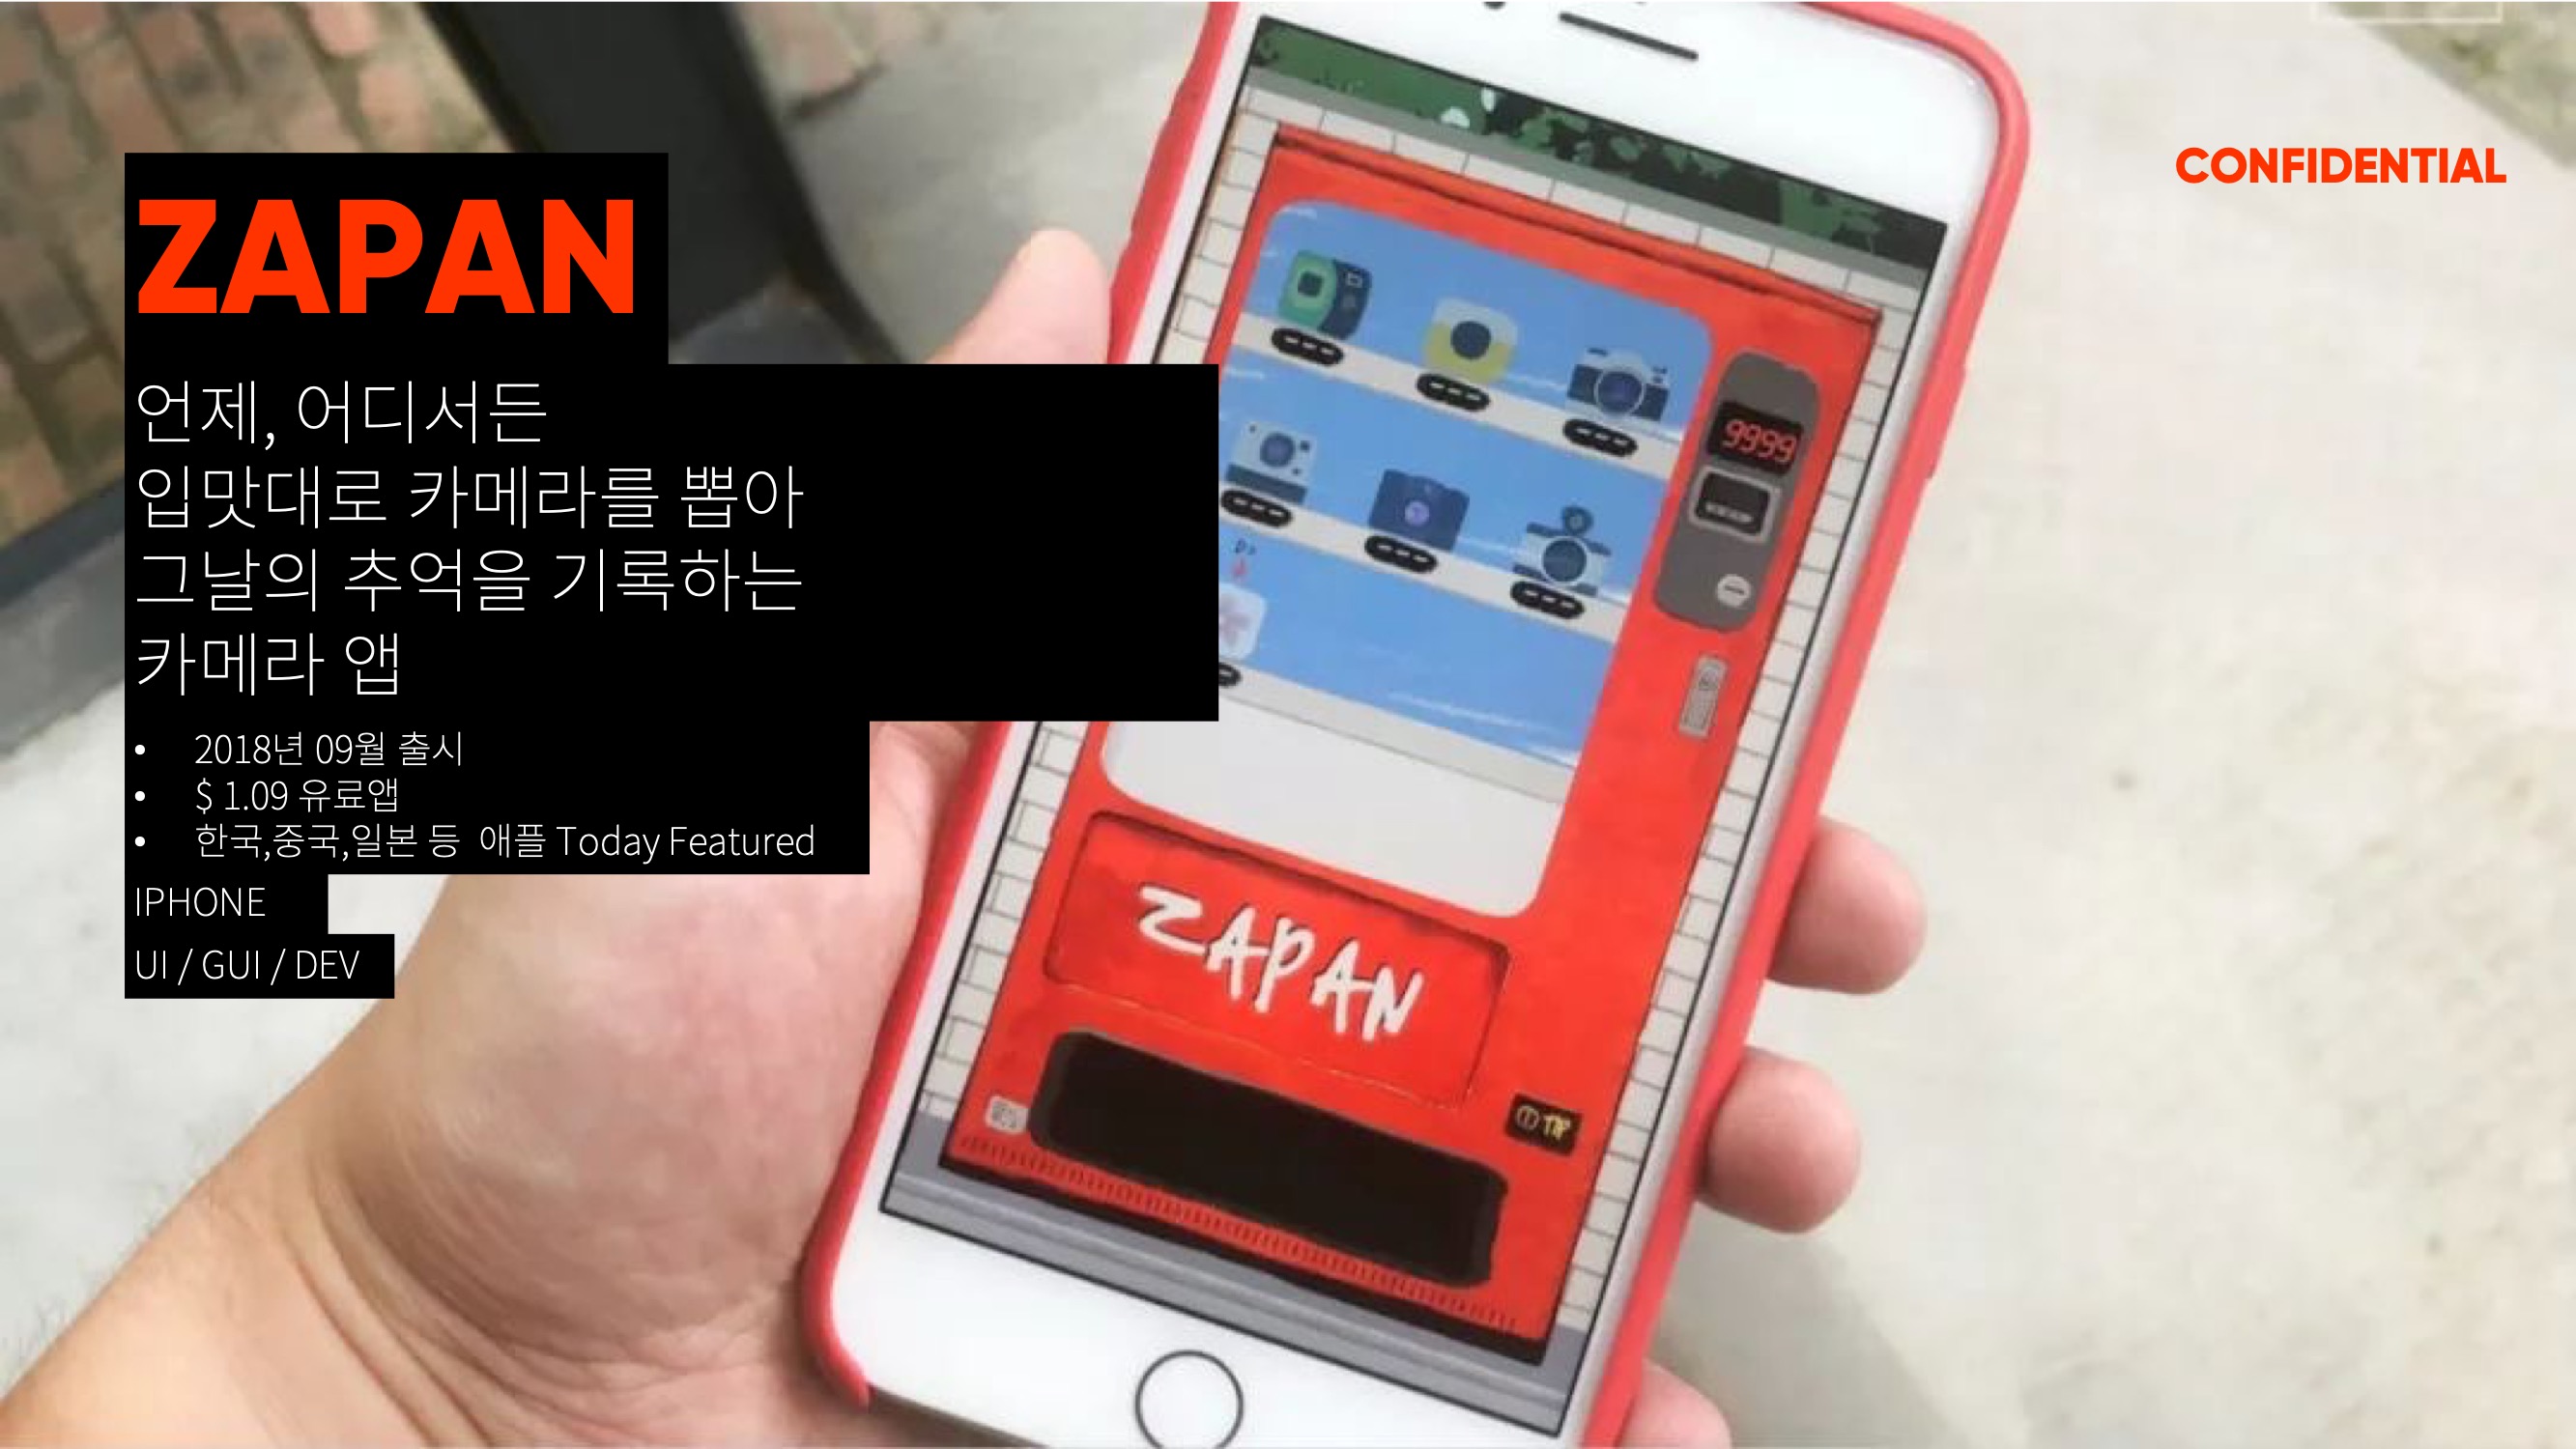 CONFIDENTIAL
ZAPAN
언제, 어디서든
입맛대로 카메라를 뽑아
그날의 추억을 기록하는
카메라 앱
• 2018년 09월 출시
• $ 1.09 유료앱
• 한국,중국,일본 등 애플 Today Featured
IPHONE
UI / GUI / DEV
9999
ZAPAN
TIP